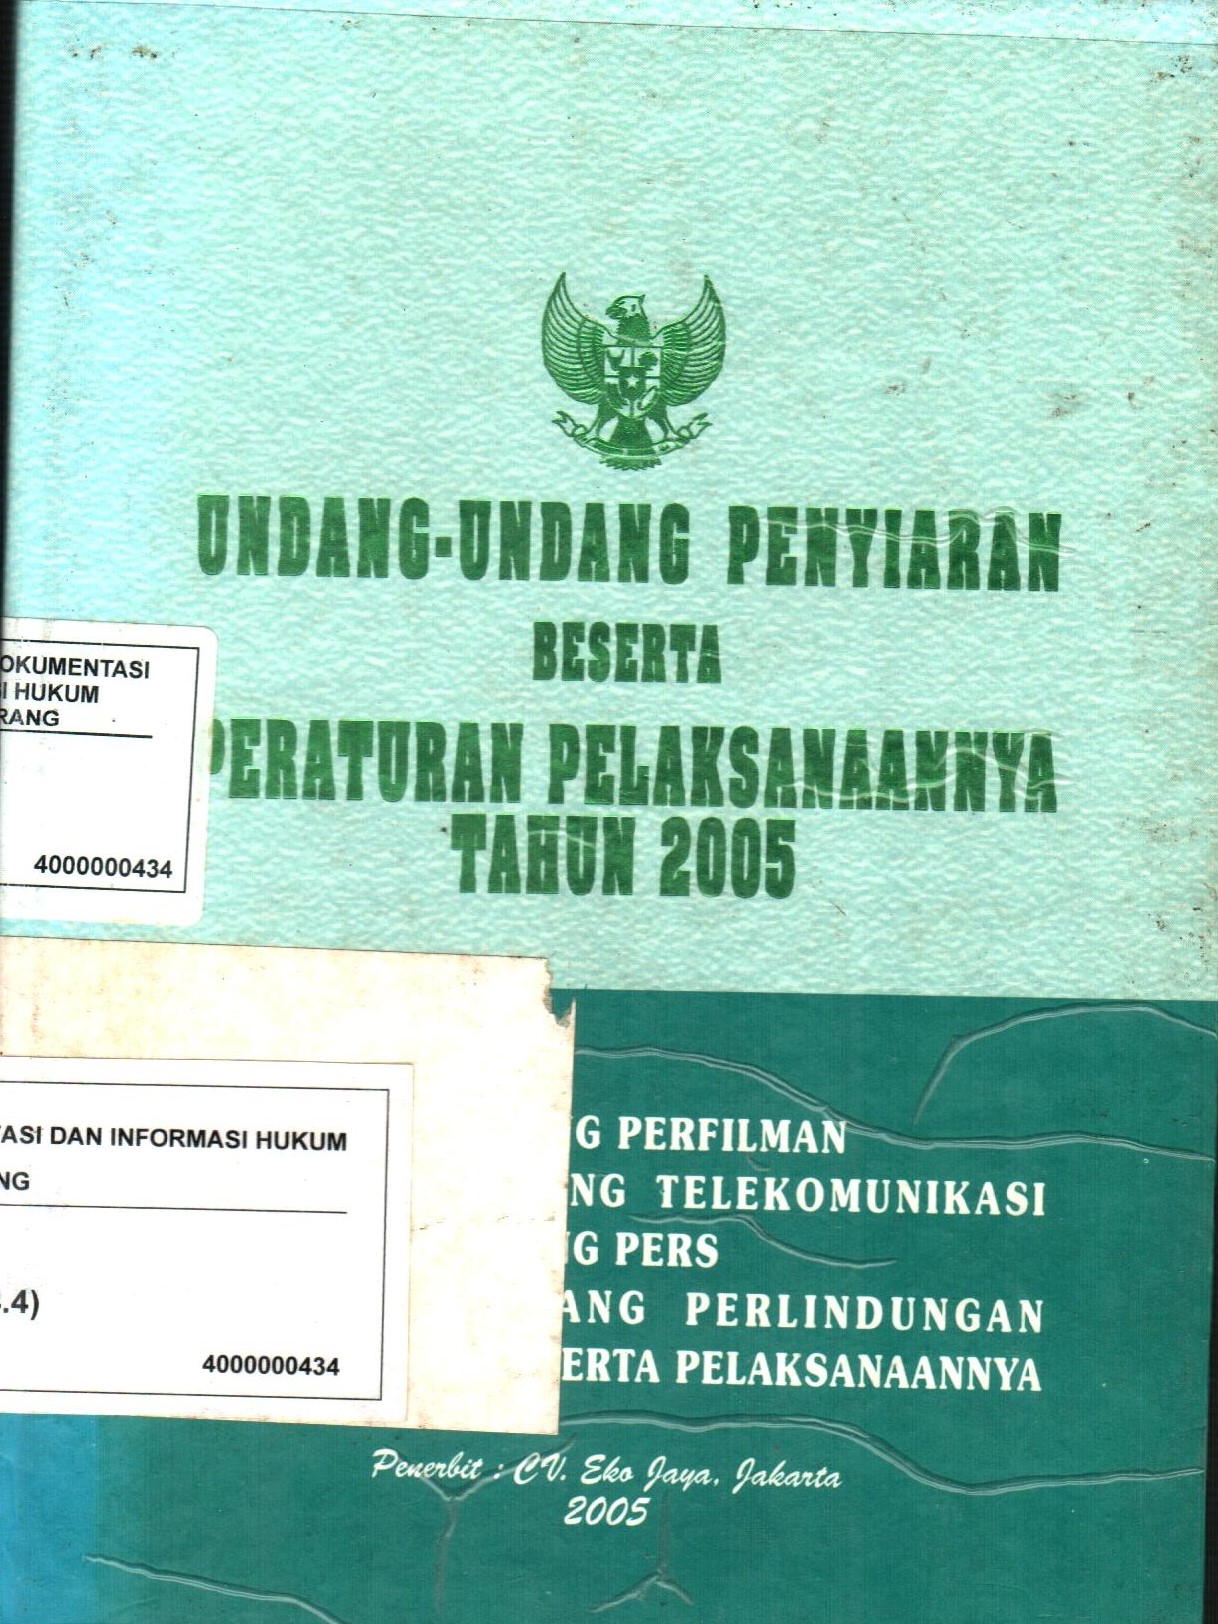 UNDANG-UNDANG PENYIARAN
BESERTA
PERATURAN PELAKSANAANNYA
TAHUN 2005
OKUMENTASI
I HUKUM
RANG
4000000434
TASI DAN INFORMASI HUKUM
NG
.4)
4000000434
G PERFILMAN
NG TELEKOMUNIKASI
G PERS
ANG PERLINDUNGAN
ERTA PELAKSANAANNYA
Penerbit : CV. Eko Jaya, Jakarta
2005